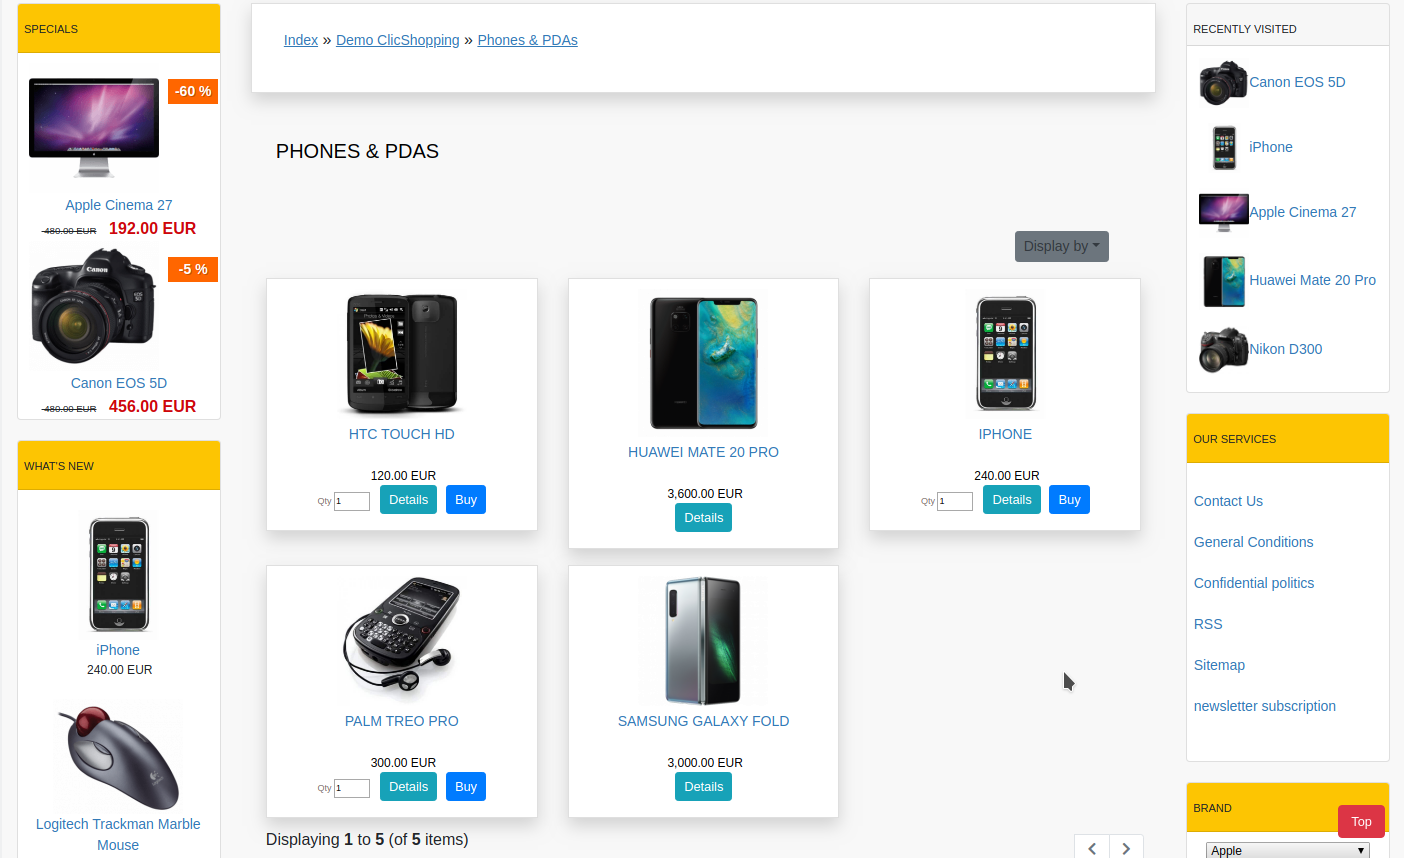 SPECIALS
-60 %
Apple Cinema 27
480.00 EUR 192.00 EUR
-5 %
Canon EOS 5D
480.00 EUR 456.00 EUR
WHAT'S NEW
iPhone
240.00 EUR
Logitech Trackman Marble
Mouse
Index » Demo ClicShopping » Phones & PDAs
PHONES & PDAS
Display by
HTC TOUCH HD
120.00 EUR
Qty 1 Details Buy
HUAWEI MATE 20 PRO
3,600.00 EUR
Details
IPHONE
240.00 EUR
Qty 1 Details Buy
PALM TREO PRO
300.00 EUR
Qty 1 Details Buy
SAMSUNG GALAXY FOLD
3,000.00 EUR
Details
Displaying 1 to 5 (of 5 items)
RECENTLY VISITED
Canon EOS 5D
iPhone
Apple Cinema 27
Huawei Mate 20 Pro
Nikon D300
OUR SERVICES
Contact Us
General Conditions
Confidential politics
RSS
Sitemap
newsletter subscription
BRAND
Top
Apple